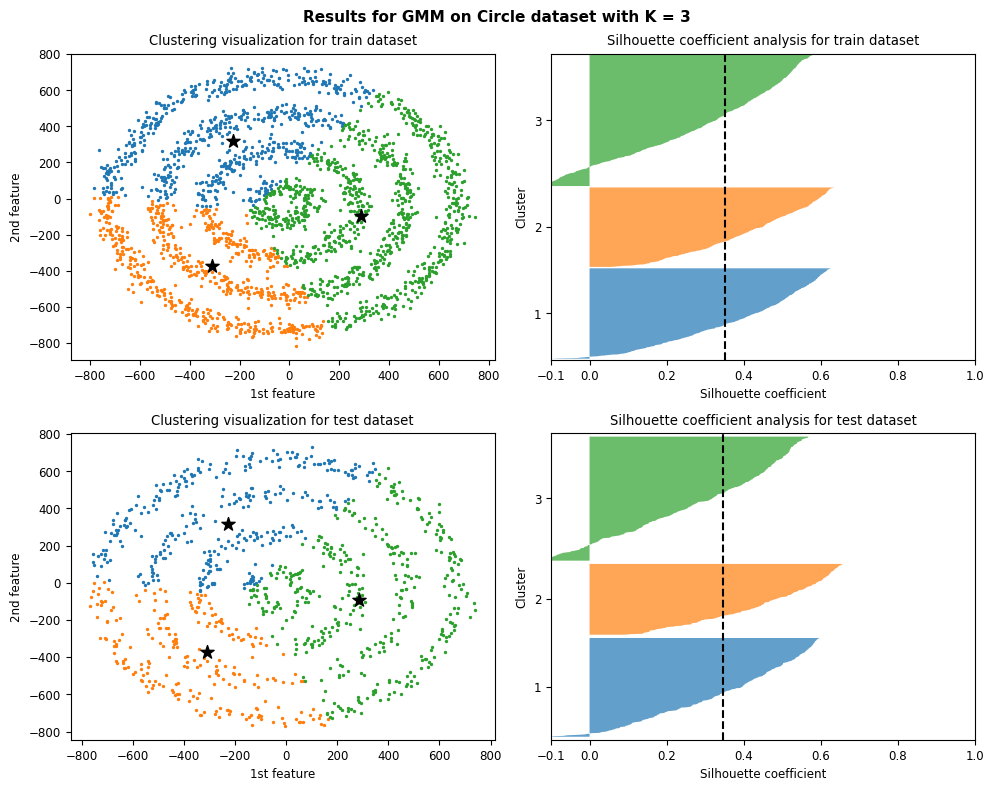 Results for GMM on Circle dataset with K = 3
Clustering visualization for train dataset
2nd feature
800
600
400
200
0
−200
−400
−600
−800
−800 −600 −400 −200 0 200 400 600 800
1st feature
Silhouette coefficient analysis for train dataset
Cluster
3
2
1
−0.1 0.0 0.2 0.4 0.6 0.8 1.0
Silhouette coefficient
Clustering visualization for test dataset
2nd feature
800
600
400
200
0
−200
−400
−600
−800
−800 −600 −400 −200 0 200 400 600 800
1st feature
Silhouette coefficient analysis for test dataset
Cluster
3
2
1
−0.1 0.0 0.2 0.4 0.6 0.8 1.0
Silhouette coefficient